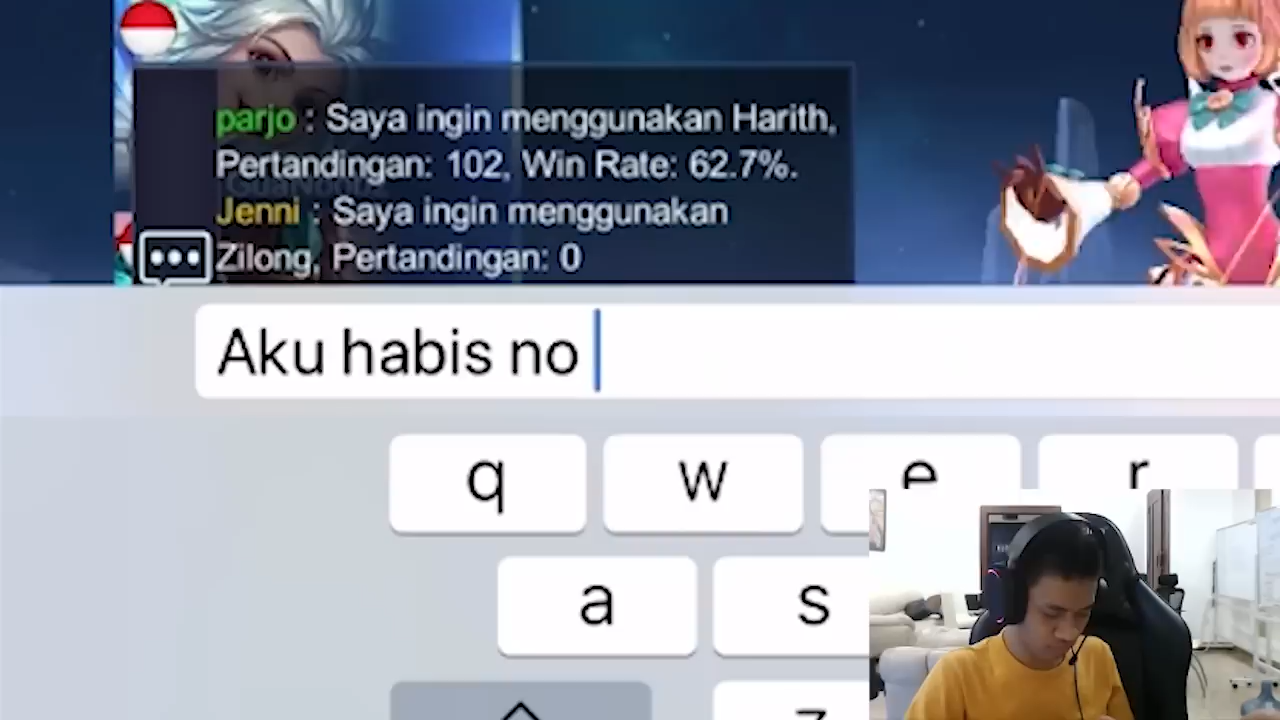 parjo : Saya ingin menggunakan Harith,
Pertandingan: 102, Win Rate: 62.7%.
Jenni : Saya ingin menggunakan
Zilong, Pertandingan: 0
Aku habis no
q w e r
a s
z